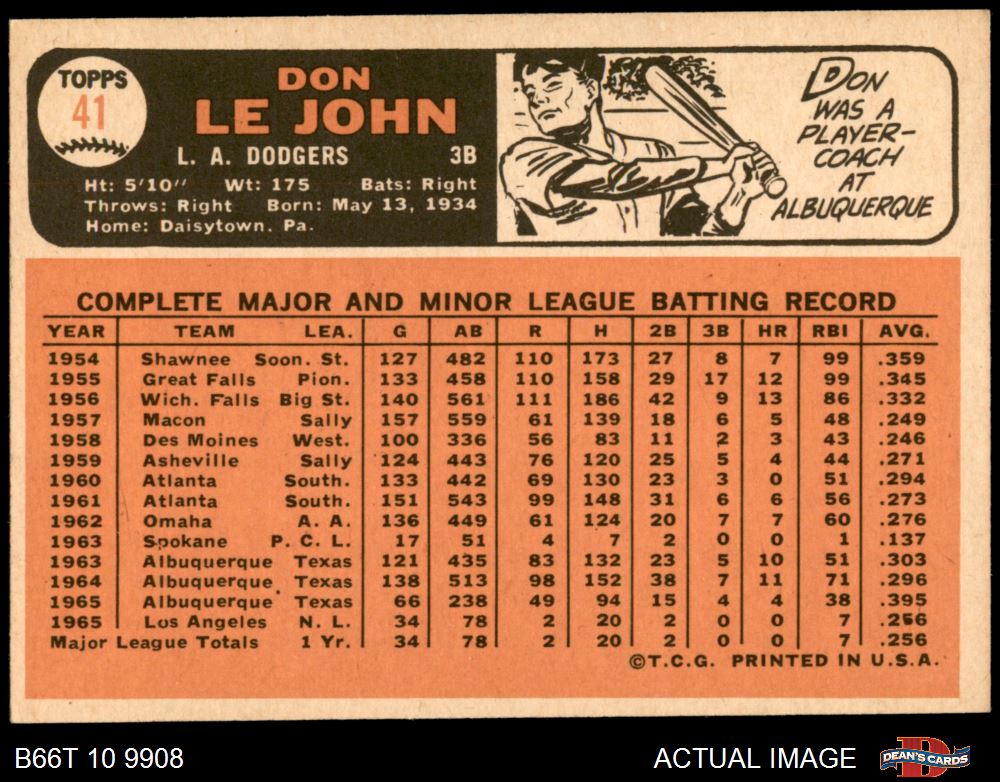 TOPPS
41
DON
LE JOHN
L. A. DODGERS 3B
Ht: 5'10" Wt: 175 Bats: Right
Throws: Right Born: May 13, 1934
Home: Daisytown. Pa.
DON
WAS A
PLAYER-
COACH
AT
ALBUQUERQUE
COMPLETE MAJOR AND MINOR LEAGUE BATTING RECORD
YEAR TEAM LEA. G AB R H 2B 3B HR RBI AVG.
1954 Shawnee Soon. St. 127 482 110 173 27 8 7 99 .359
1955 Great Falls Pion. 133 458 110 158 29 17 12 99 .345
1956 Wich. Falls Big St. 140 561 111 186 42 9 13 86 .332
1957 Macon Sally 157 559 61 139 18 6 5 48 .249
1958 Des Moines West. 100 336 56 83 11 2 3 43 .246
1959 Asheville Sally 124 443 76 120 25 5 4 44 .271
1960 Atlanta South. 133 442 69 130 23 3 0 51 .294
1961 Atlanta South. 151 543 99 148 31 6 6 56 .273
1962 Omaha A. A. 136 449 61 124 20 7 7 60 .276
1963 Spokane P. C. L. 17 51 4 7 2 0 0 1 .137
1963 Albuquerque Texas 121 435 83 132 23 5 10 51 .303
1964 Albuquerque Texas 138 513 98 152 38 7 11 71 .296
1965 Albuquerque Texas 66 238 49 94 15 4 4 38 .395
1965 Los Angeles N. L. 34 78 2 20 2 0 0 7 .256
Major League Totals 1 Yr. 34 78 2 20 2 0 0 7 .256
©T.C.G. PRINTED IN U.S.A.
B66T 10 9908 ACTUAL IMAGE DEAN'S CARDS